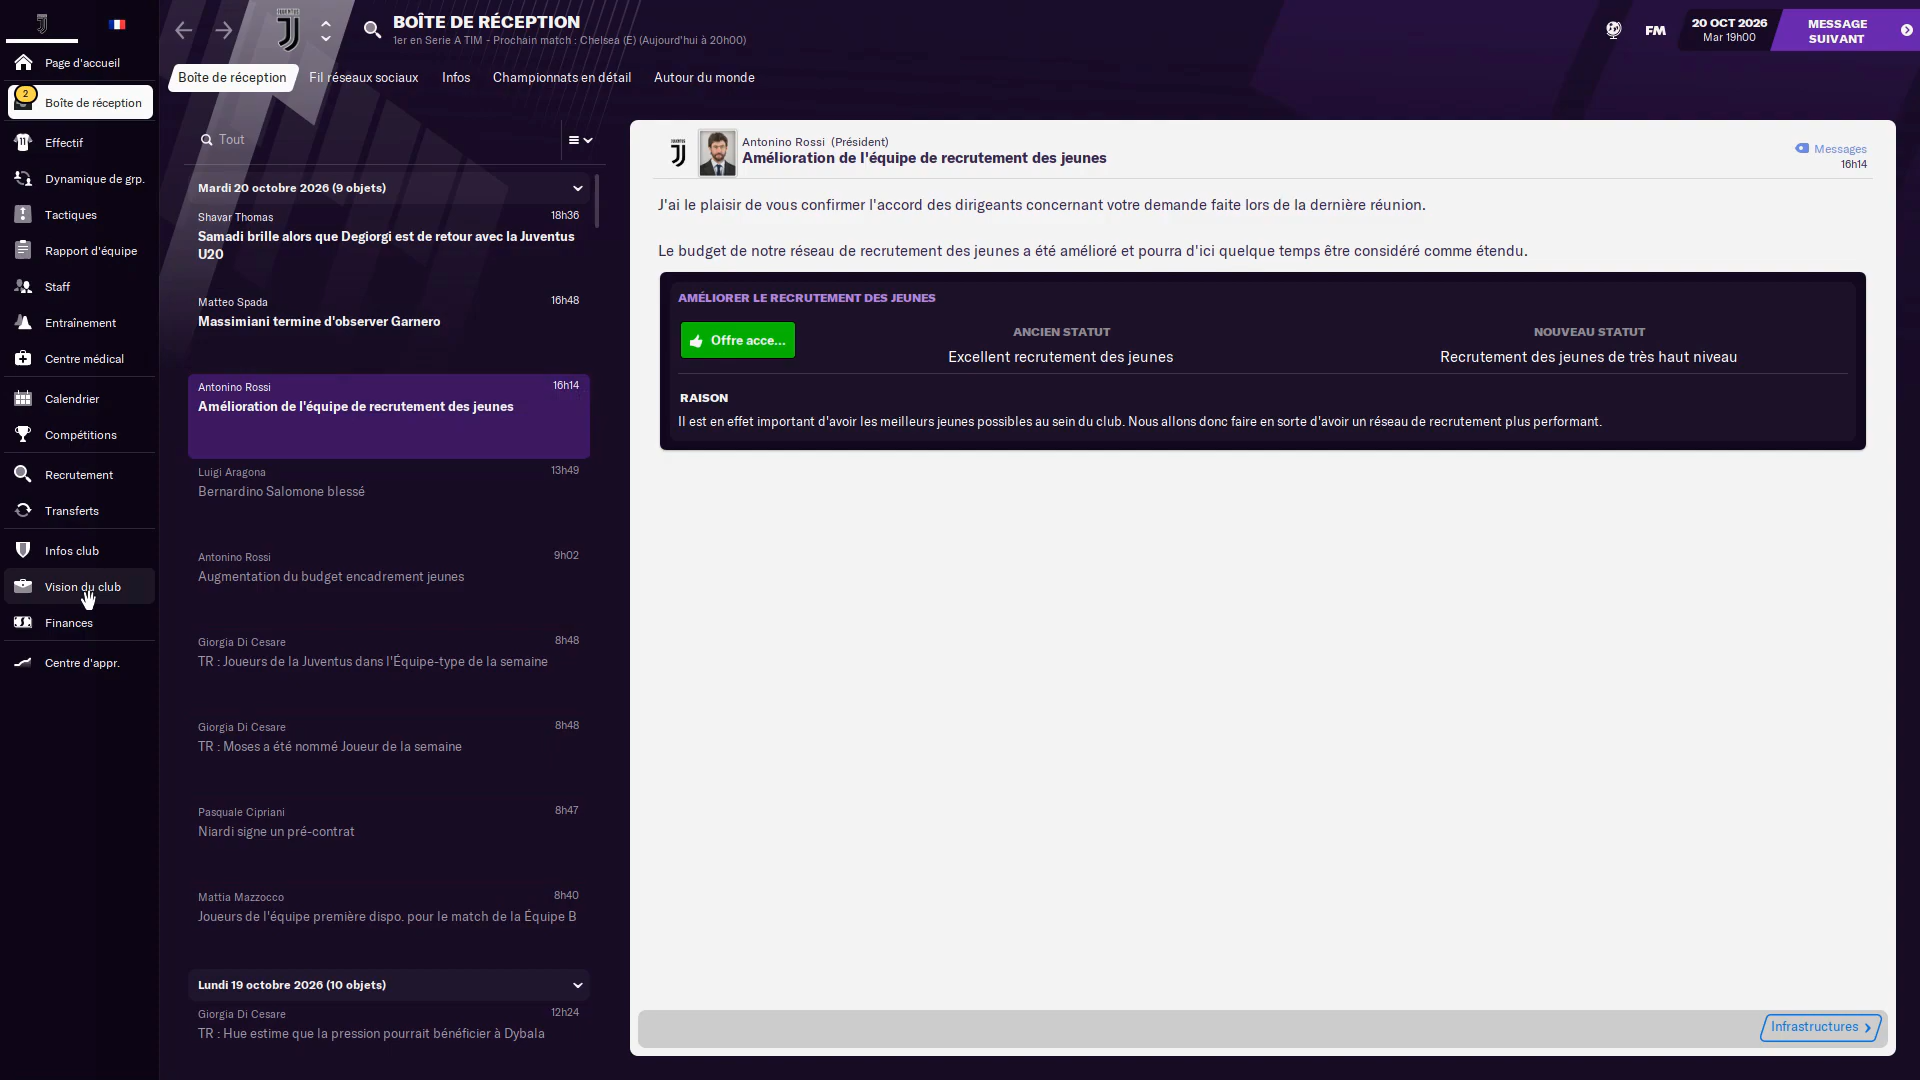 BOÎTE DE RÉCEPTION
1er en Serie A TIM - Prochain match : Chelsea (E) (Aujourd'hui à 20h00)
FM
20 OCT 2026
Mar 19h00
MESSAGE
SUIVANT
Page d'accueil
2
Boîte de réception
Effectif
Dynamique de grp.
Tactiques
Rapport d'équipe
Staff
Entraînement
Centre médical
Calendrier
Compétitions
Recrutement
Transferts
Infos club
Vision du club
Finances
Centre d'appr.
Boîte de réception
Fil réseaux sociaux
Infos
Championnats en détail
Autour du monde
Tout
Mardi 20 octobre 2026 (9 objets)
Shavar Thomas
18h36
Samadi brille alors que Degiorgi est de retour avec la Juventus
U20
Matteo Spada
16h48
Massimiani termine d'observer Garnero
Antonino Rossi
16h14
Amélioration de l'équipe de recrutement des jeunes
Luigi Aragona
13h49
Bernardino Salomone blessé
Antonino Rossi
9h02
Augmentation du budget encadrement jeunes
Giorgia Di Cesare
8h48
TR : Joueurs de la Juventus dans l'Équipe-type de la semaine
Giorgia Di Cesare
8h48
TR : Moses a été nommé Joueur de la semaine
Pasquale Cipriani
8h47
Niardi signe un pré-contrat
Mattia Mazzocco
8h40
Joueurs de l'équipe première dispo. pour le match de la Équipe B
Lundi 19 octobre 2026 (10 objets)
Giorgia Di Cesare
12h24
TR : Hue estime que la pression pourrait bénéficier à Dybala
Antonino Rossi (Président)
Amélioration de l'équipe de recrutement des jeunes
Messages
16h14
J'ai le plaisir de vous confirmer l'accord des dirigeants concernant votre demande faite lors de la dernière réunion.
Le budget de notre réseau de recrutement des jeunes a été amélioré et pourra d'ici quelque temps être considéré comme étendu.
AMÉLIORER LE RECRUTEMENT DES JEUNES
Offre acce...
ANCIEN STATUT
Excellent recrutement des jeunes
NOUVEAU STATUT
Recrutement des jeunes de très haut niveau
RAISON
Il est en effet important d'avoir les meilleurs jeunes possibles au sein du club. Nous allons donc faire en sorte d'avoir un réseau de recrutement plus performant.
Infrastructures